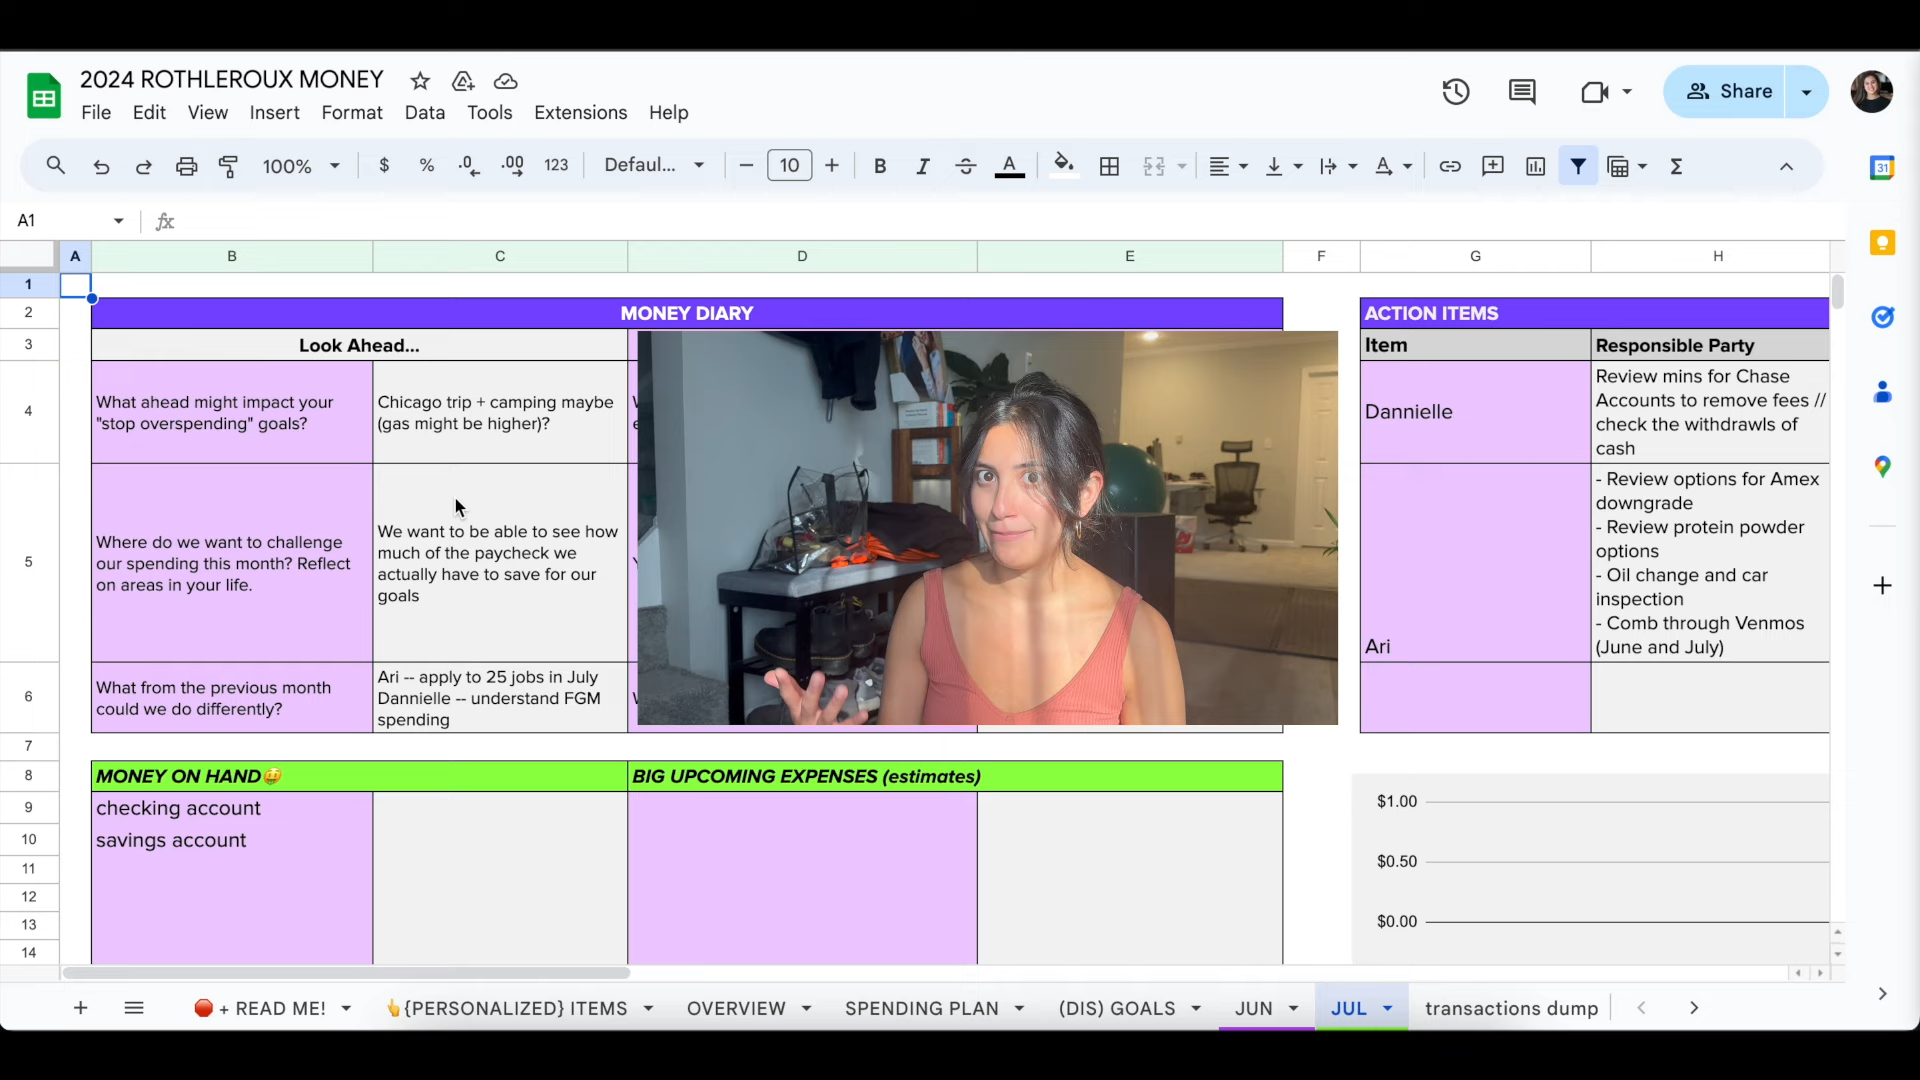 2024 ROTHLEROUX MONEY
File Edit View Insert Format Data Tools Extensions Help
Share
100% $ % .0 .00 123 Defaul... 10 B I A
31
A1 fx
A B C D E F G H
1
2 MONEY DIARY ACTION ITEMS
3 Look Ahead... Item Responsible Party
4
What ahead might impact your
"stop overspending" goals?
Chicago trip + camping maybe
(gas might be higher)?
Dannielle
Review mins for Chase
Accounts to remove fees //
check the withdrawls of
cash
5
Where do we want to challenge
our spending this month? Reflect
on areas in your life.
We want to be able to see how
much of the paycheck we
actually have to save for our
goals
Ari
- Review options for Amex
downgrade
- Review protein powder
options
- Oil change and car
inspection
- Comb through Venmos
(June and July)
6
What from the previous month
could we do differently?
Ari -- apply to 25 jobs in July
Dannielle -- understand FGM
spending
7
8 MONEY ON HAND🤑 BIG UPCOMING EXPENSES (estimates)
9 checking account
10 savings account
11
12
13
14
$1.00
$0.50
$0.00
🛑 + READ ME! 👆{PERSONALIZED} ITEMS OVERVIEW SPENDING PLAN (DIS) GOALS JUN JUL transactions dump